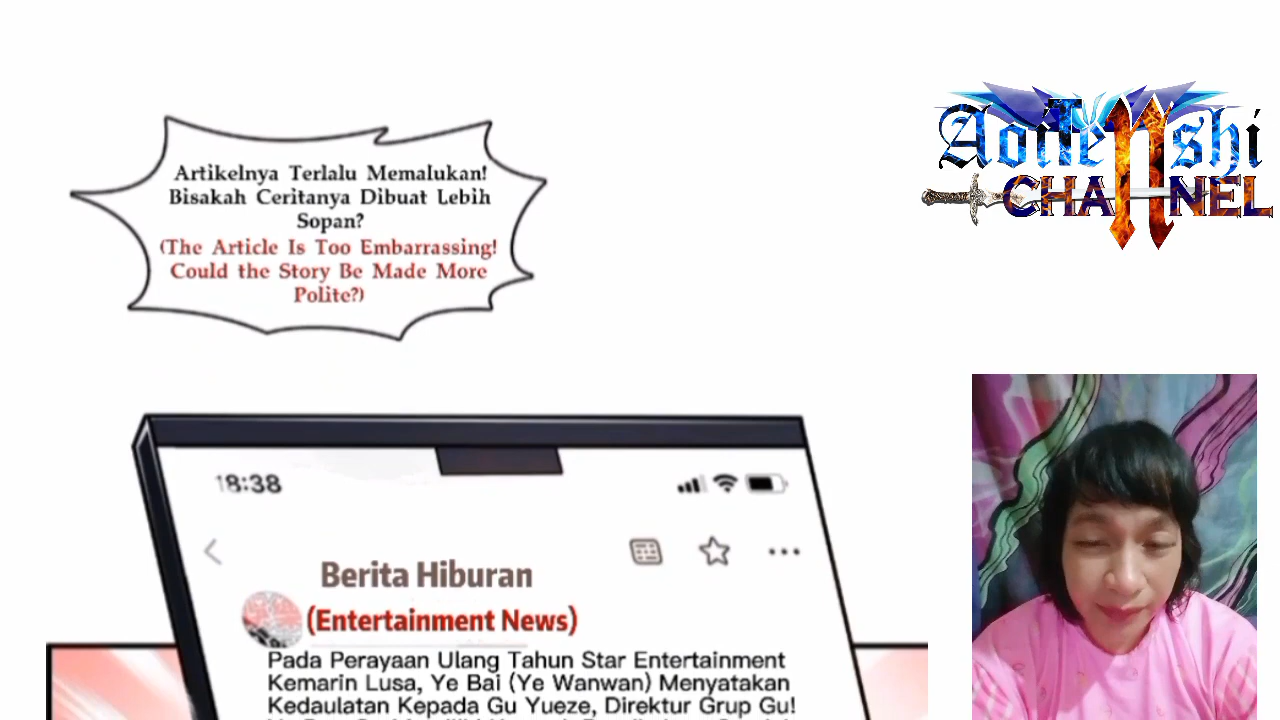 Artikelnya Terlalu Memalukan!
Bisakah Ceritanya Dibuat Lebih
Sopan?
(The Article Is Too Embarrassing!
Could the Story Be Made More
Polite?)
Aoitenshi
CHANNEL
18:38
Berita Hiburan
(Entertainment News)
Pada Perayaan Ulang Tahun Star Entertainment
Kemarin Lusa, Ye Bai (Ye Wanwan) Menyatakan
Kedaulatan Kepada Gu Yueze, Direktur Grup Gu!